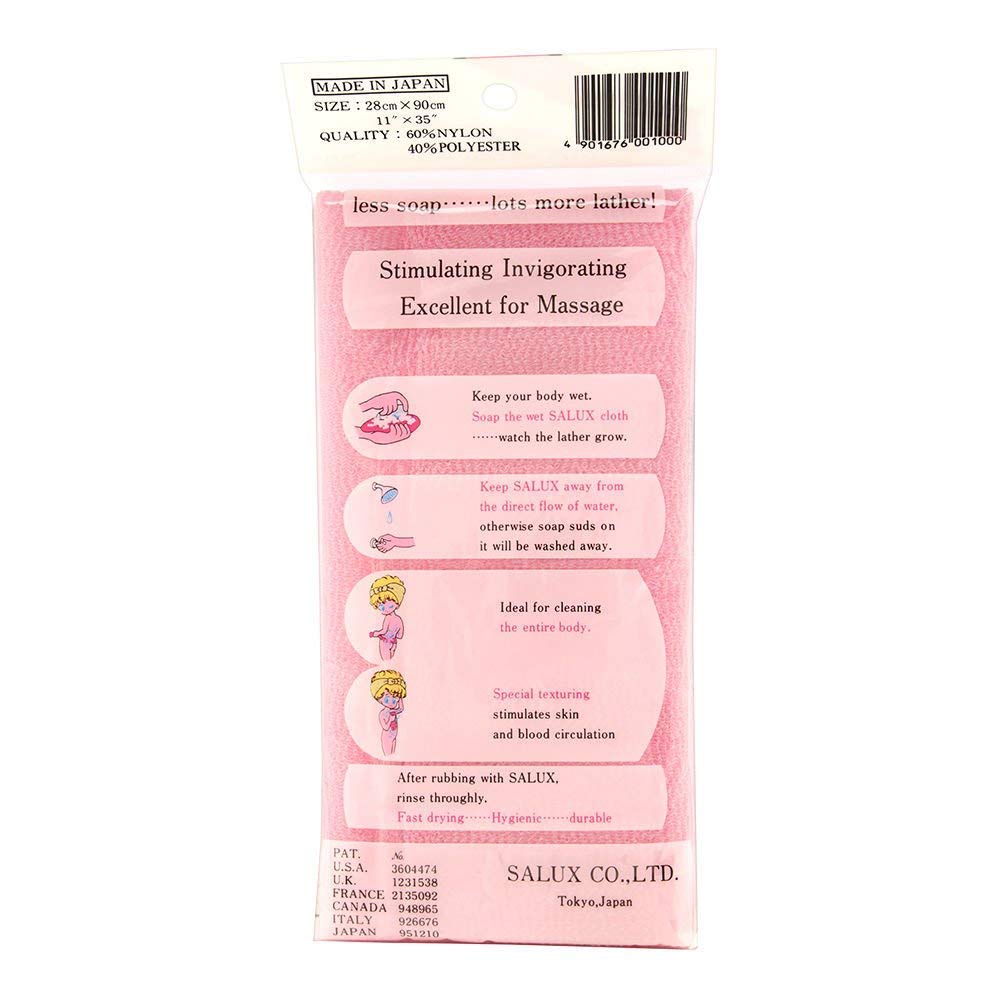 MADE IN JAPAN
SIZE : 28cm×90cm
11″×35″
QUALITY : 60%NYLON
40%POLYESTER
4 901676 001000
less soap······lots more lather!
Stimulating Invigorating
Excellent for Massage
Keep your body wet.
Soap the wet SALUX cloth
······watch the lather grow.
Keep SALUX away from
the direct flow of water,
otherwise soap suds on
it will be washed away.
Ideal for cleaning
the entire body.
Special texturing
stimulates skin
and blood circulation
After rubbing with SALUX,
rinse throughly.
Fast drying······Hygienic······durable
PAT. No.
U.S.A. 3604474
U.K. 1231538
FRANCE 2135092
CANADA 948965
ITALY 926676
JAPAN 951210
SALUX CO.,LTD.
Tokyo,Japan